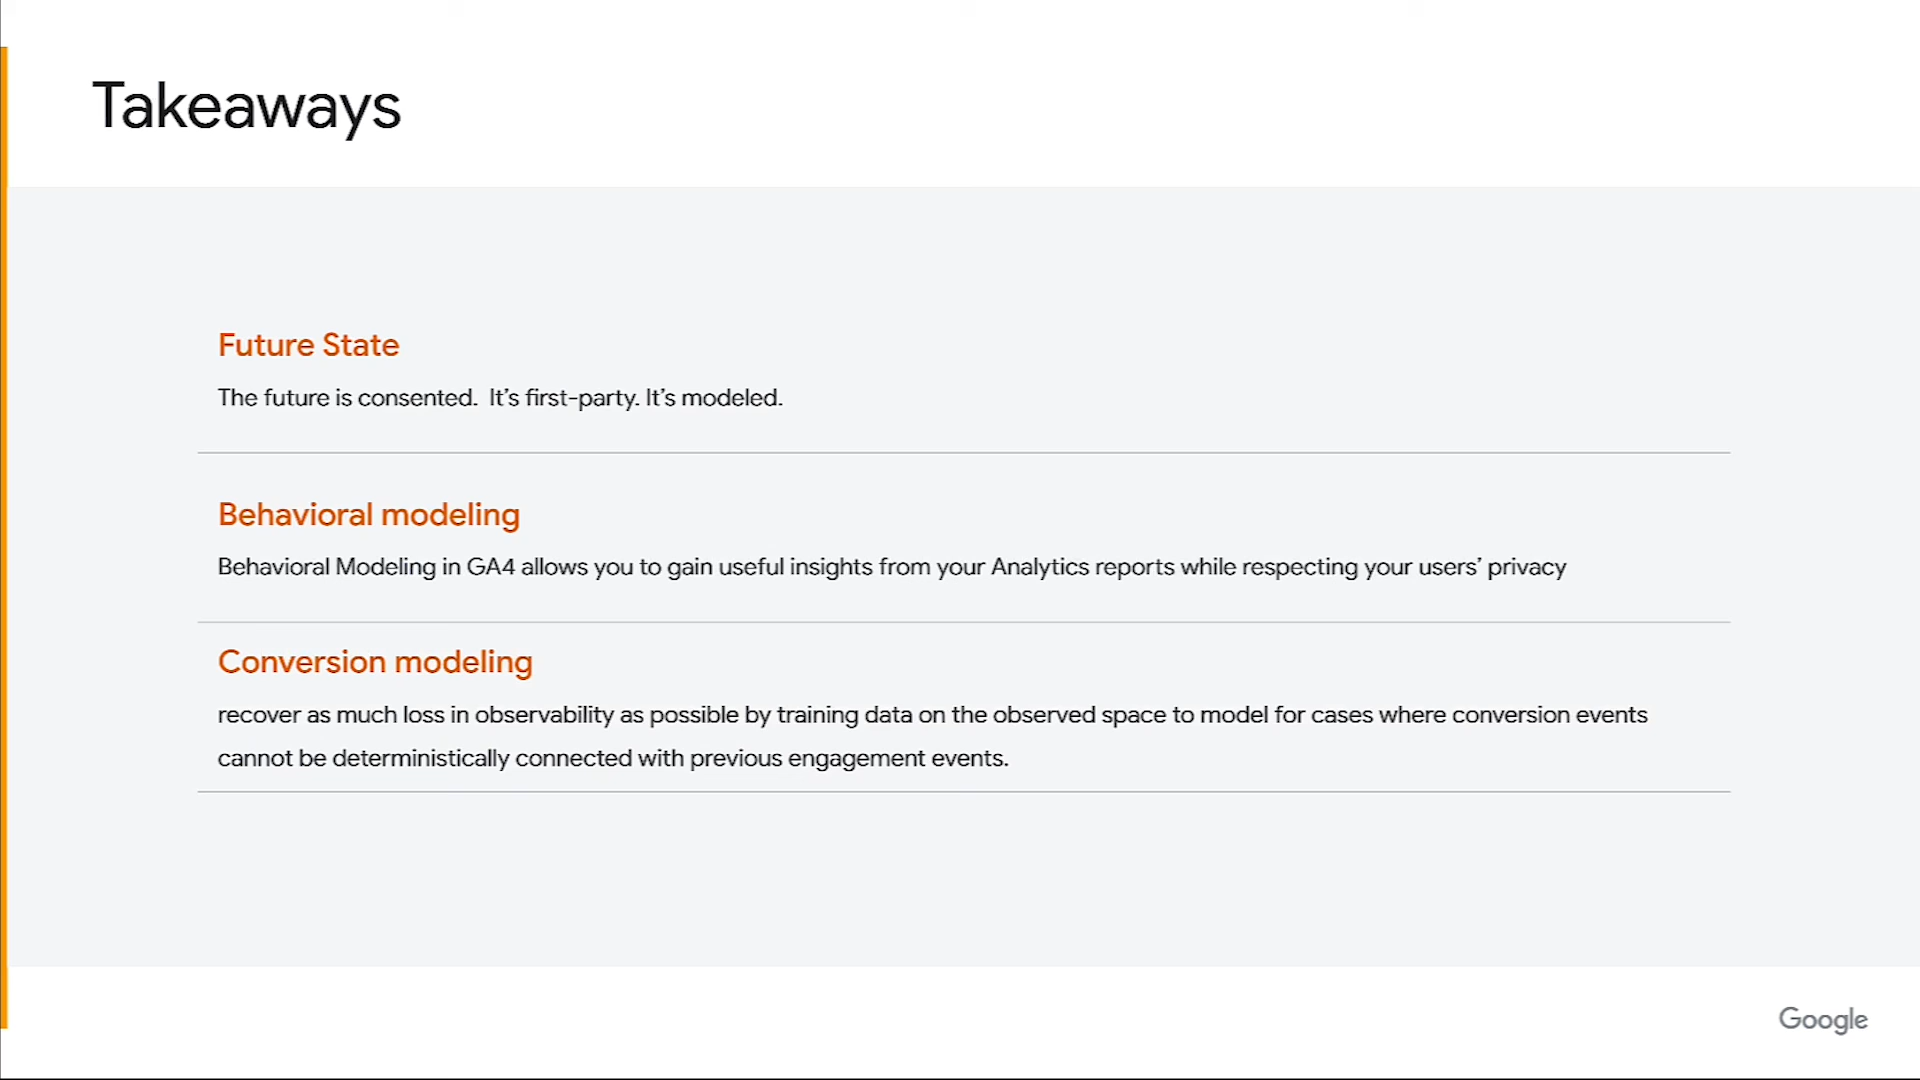 Takeaways
Future State
The future is consented.  It's first-party. It's modeled.
Behavioral modeling
Behavioral Modeling in GA4 allows you to gain useful insights from your Analytics reports while respecting your users' privacy
Conversion modeling
recover as much loss in observability as possible by training data on the observed space to model for cases where conversion events
cannot be deterministically connected with previous engagement events.
Google